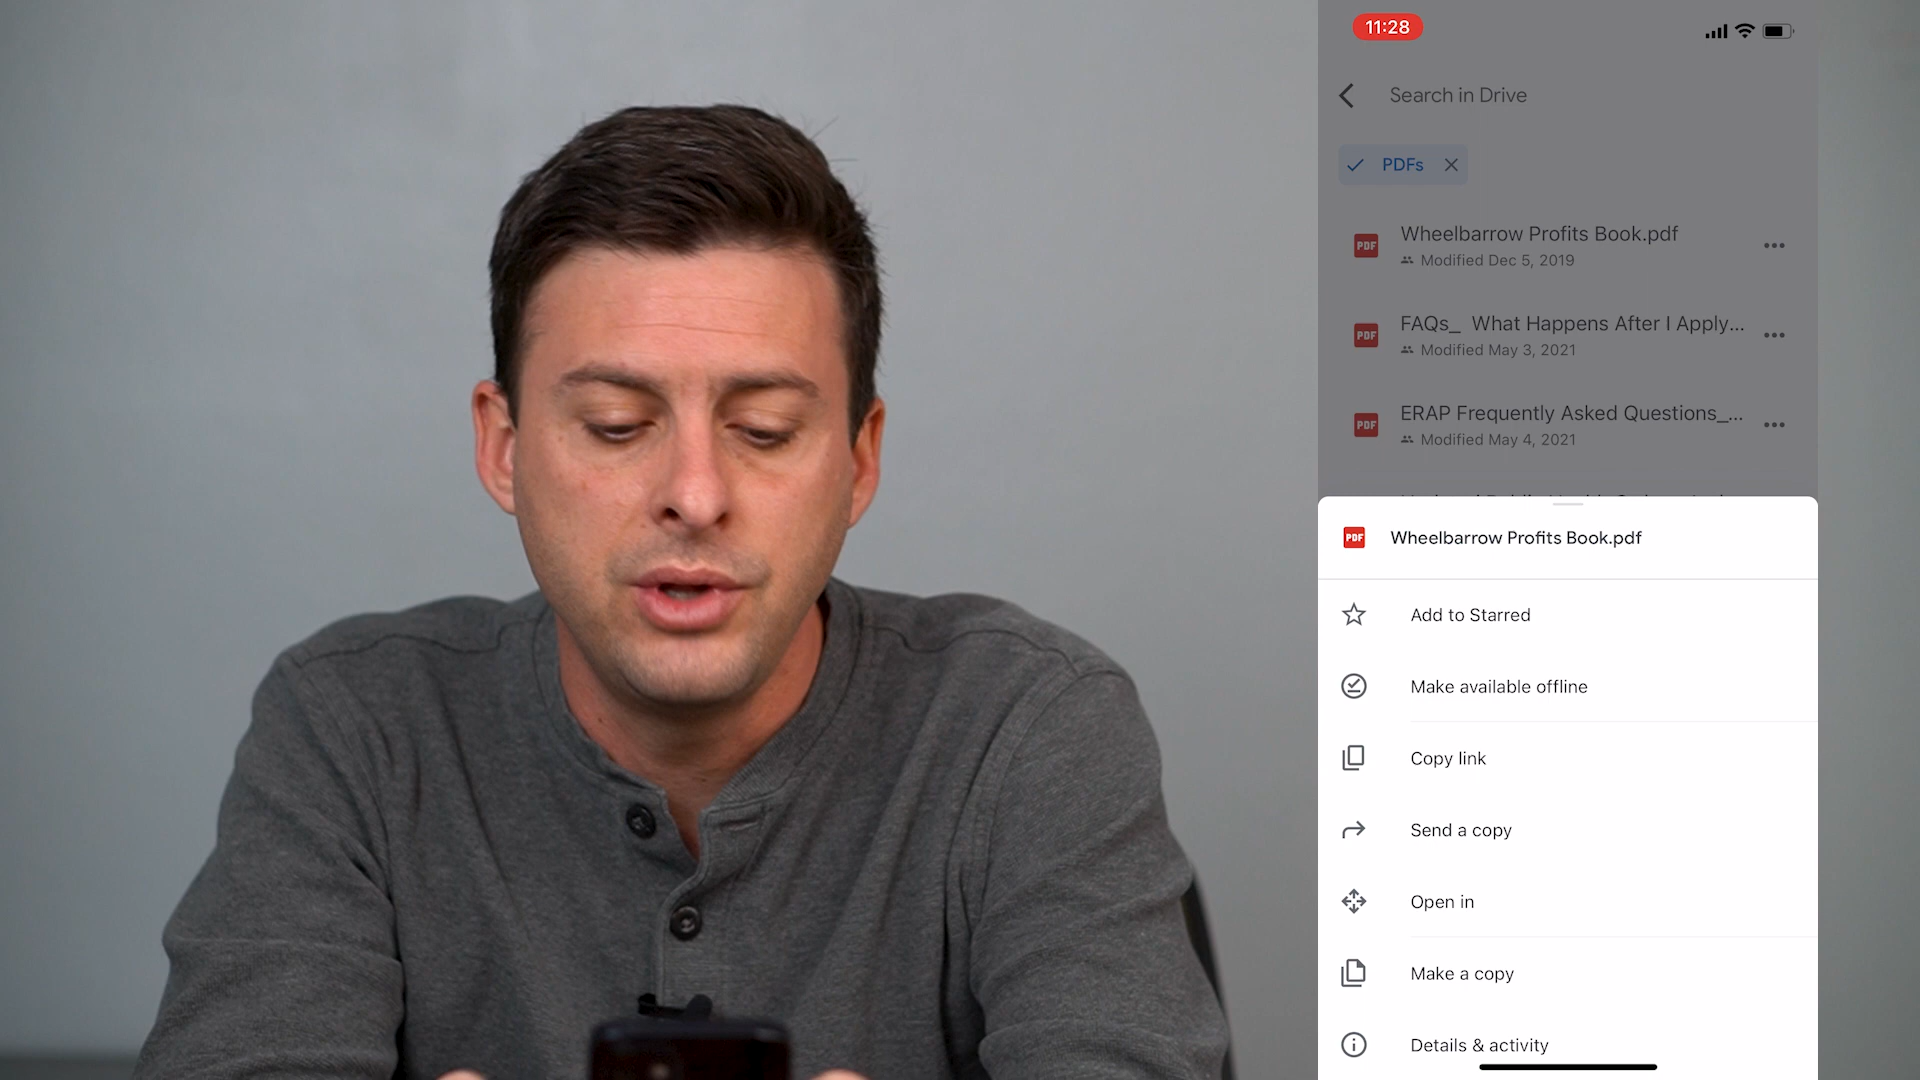 11:28
Search in Drive
PDFs
PDF
Wheelbarrow Profits Book.pdf
Modified Dec 5, 2019
PDF
FAQs_ What Happens After I Apply...
Modified May 3, 2021
PDF
ERAP Frequently Asked Questions_...
Modified May 4, 2021
PDF
Wheelbarrow Profits Book.pdf
Add to Starred
Make available offline
Copy link
Send a copy
Open in
Make a copy
Details & activity